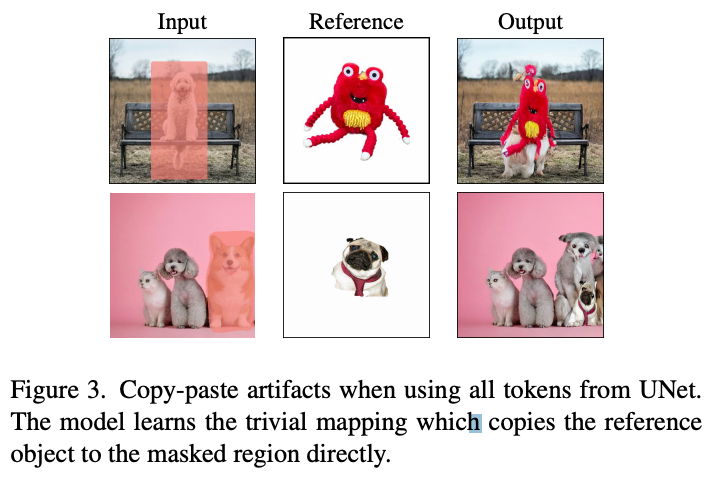 Input Reference Output
Figure 3. Copy-paste artifacts when using all tokens from UNet.
The model learns the trivial mapping which copies the reference
object to the masked region directly.